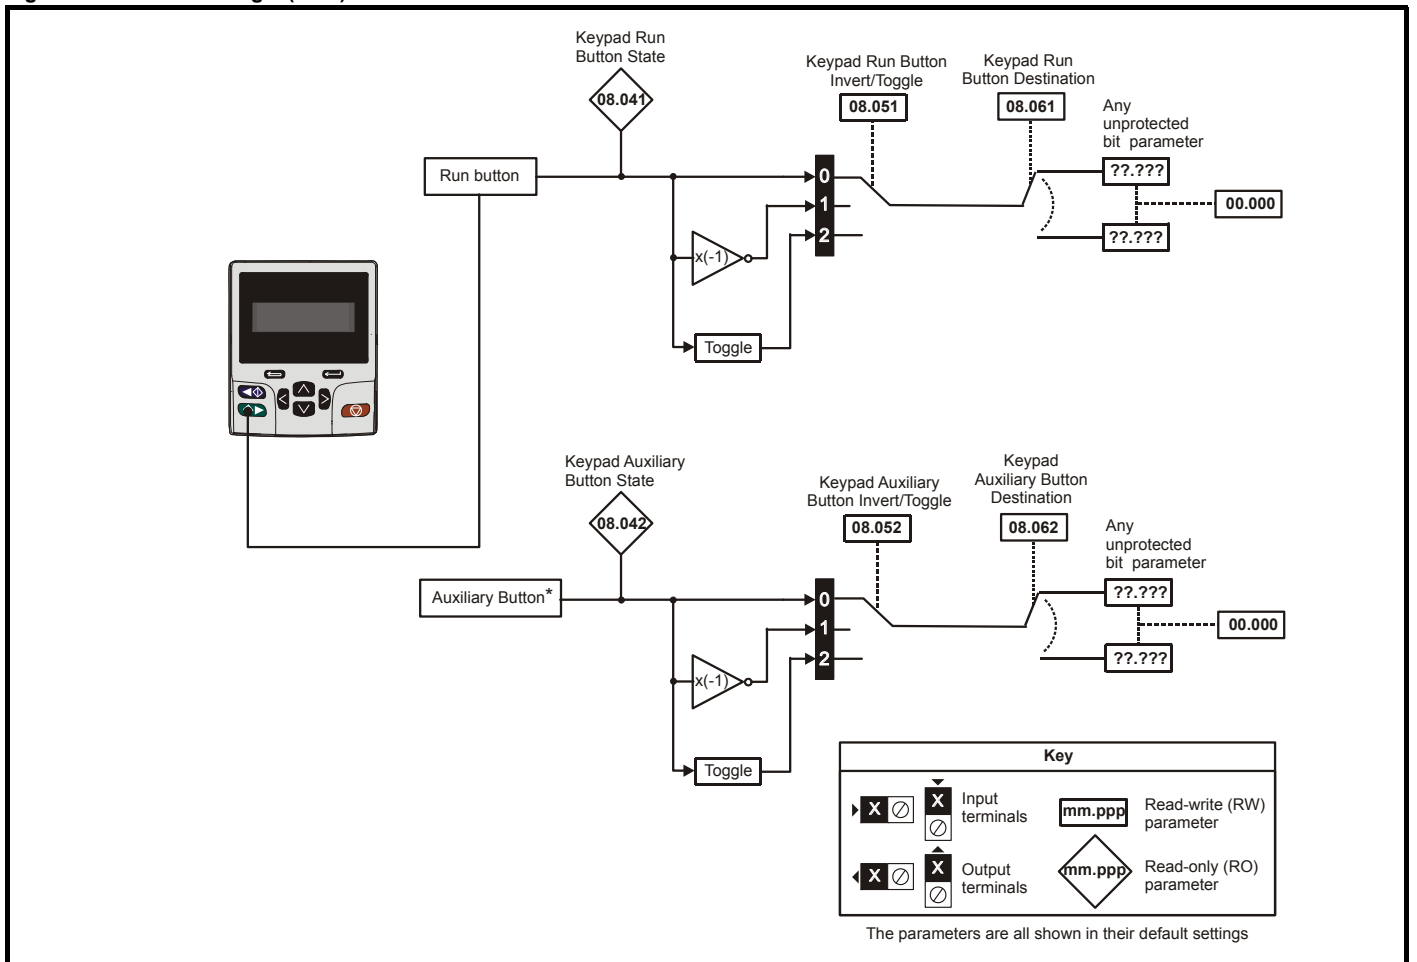 Keypad Run
Button State
08.041
Keypad Run Button
Invert/Toggle
08.051
Keypad Run
Button Destination
08.061
Any
unprotected
bit parameter
Run button
0
1
2
??.???
??.???
00.000
x(-1)
Toggle
Keypad Auxiliary
Button State
08.042
Keypad Auxiliary
Button Invert/Toggle
08.052
Keypad
Auxiliary Button
Destination
08.062
Any
unprotected
bit parameter
Auxiliary Button*
0
1
2
??.???
??.???
00.000
x(-1)
Toggle
Key
X
X
Input
terminals
mm.ppp
Read-write (RW)
parameter
X
X
Output
terminals
mm.ppp
Read-only (RO)
parameter
The parameters are all shown in their default settings